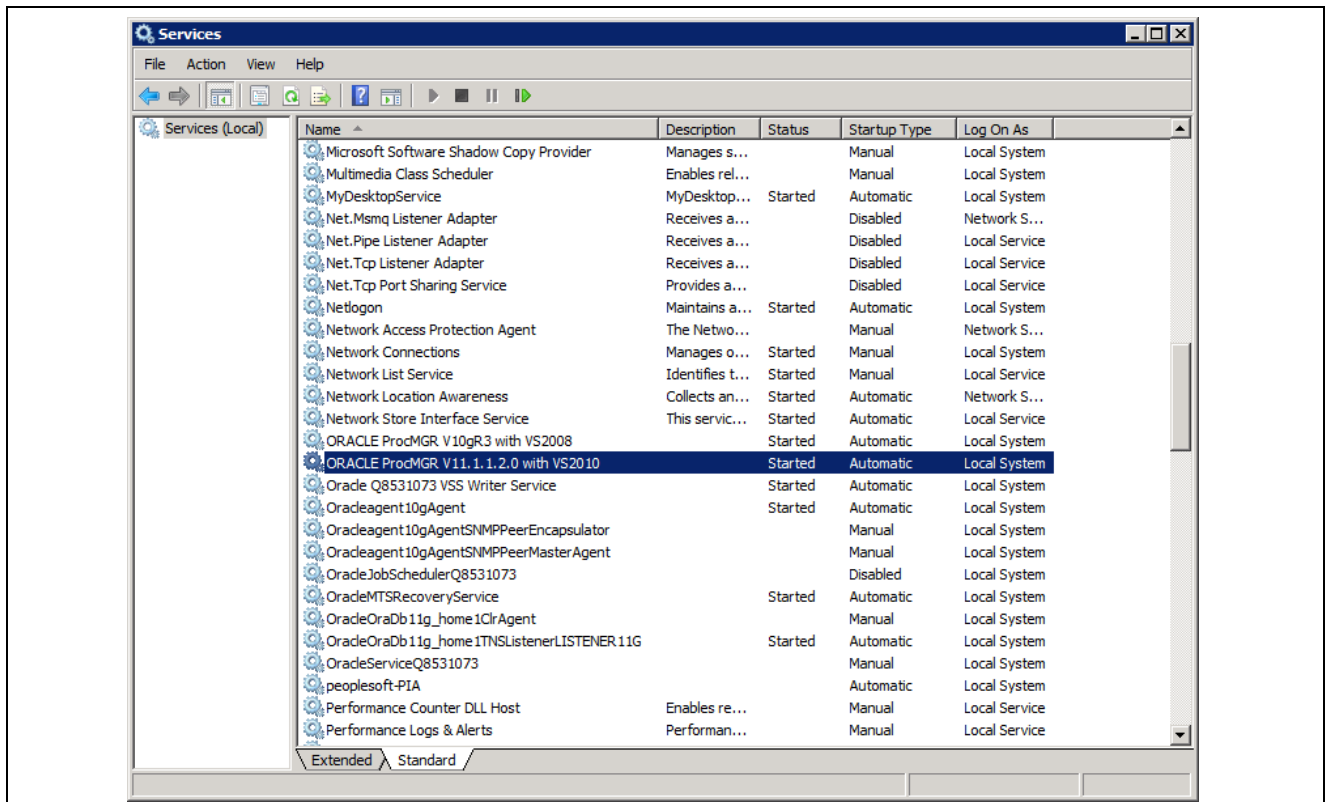 Services
File Action View Help
Services (Local)
Name Description Status Startup Type Log On As
Microsoft Software Shadow Copy Provider Manages s... Manual Local System
Multimedia Class Scheduler Enables rel... Manual Local System
MyDesktopService MyDesktop... Started Automatic Local System
Net.Msmq Listener Adapter Receives a... Disabled Network S...
Net.Pipe Listener Adapter Receives a... Disabled Local Service
Net.Tcp Listener Adapter Receives a... Disabled Local Service
Net.Tcp Port Sharing Service Provides a... Disabled Local Service
Netlogon Maintains a... Started Automatic Local System
Network Access Protection Agent The Netwo... Manual Network S...
Network Connections Manages o... Started Manual Local System
Network List Service Identifies t... Started Manual Local Service
Network Location Awareness Collects an... Started Automatic Network S...
Network Store Interface Service This servic... Started Automatic Local Service
ORACLE ProcMGR V10gR3 with VS2008 Started Automatic Local System
ORACLE ProcMGR V11.1.1.2.0 with VS2010 Started Automatic Local System
Oracle Q8531073 VSS Writer Service Started Automatic Local System
Oracleagent10gAgent Started Automatic Local System
Oracleagent10gAgentSNMPPeerEncapsulator Manual Local System
Oracleagent10gAgentSNMPPeerMasterAgent Manual Local System
OracleJobSchedulerQ8531073 Disabled Local System
OracleMTSRecoveryService Started Automatic Local System
OracleOraDb11g_home1ClrAgent Manual Local System
OracleOraDb11g_home1TNSListenerLISTENER11G Started Automatic Local System
OracleServiceQ8531073 Manual Local System
peoplesoft-PIA Automatic Local System
Performance Counter DLL Host Enables re... Manual Local Service
Performance Logs & Alerts Performan... Manual Local Service
Extended Standard